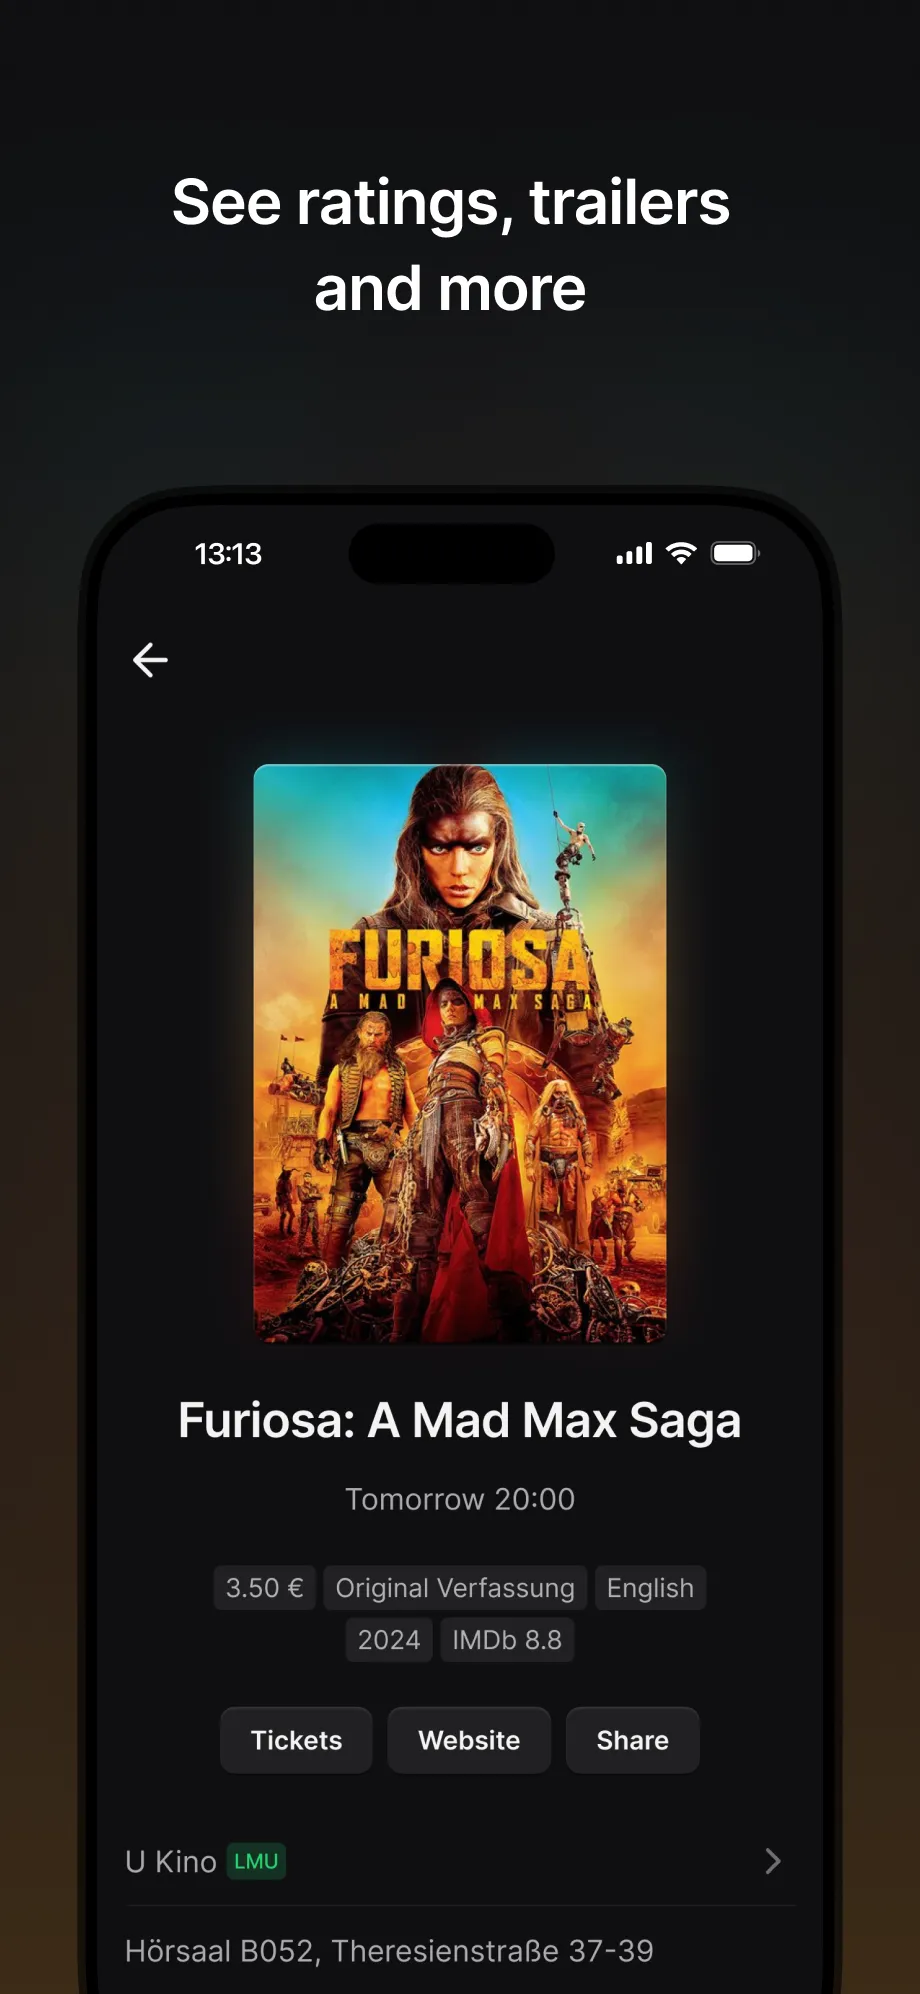 See ratings, trailers
and more
13:13
FURIOSA
A MAD MAX SAGA
Furiosa: A Mad Max Saga
Tomorrow 20:00
3.50 € Original Verfassung English
2024 IMDb 8.8
Tickets Website Share
U Kino LMU
Hörsaal B052, Theresienstraße 37-39